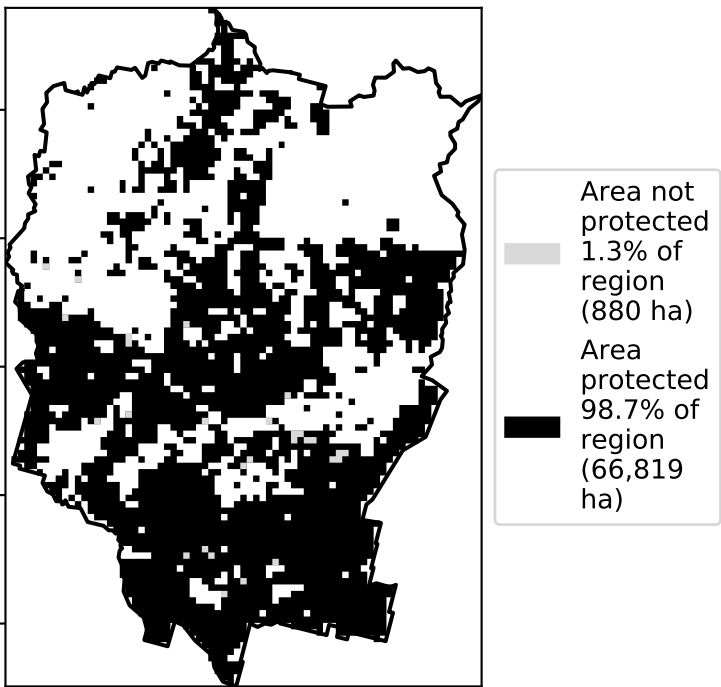 Area not
protected
1.3% of
region
(880 ha)
Area
protected
98.7% of
region
(66,819
ha)